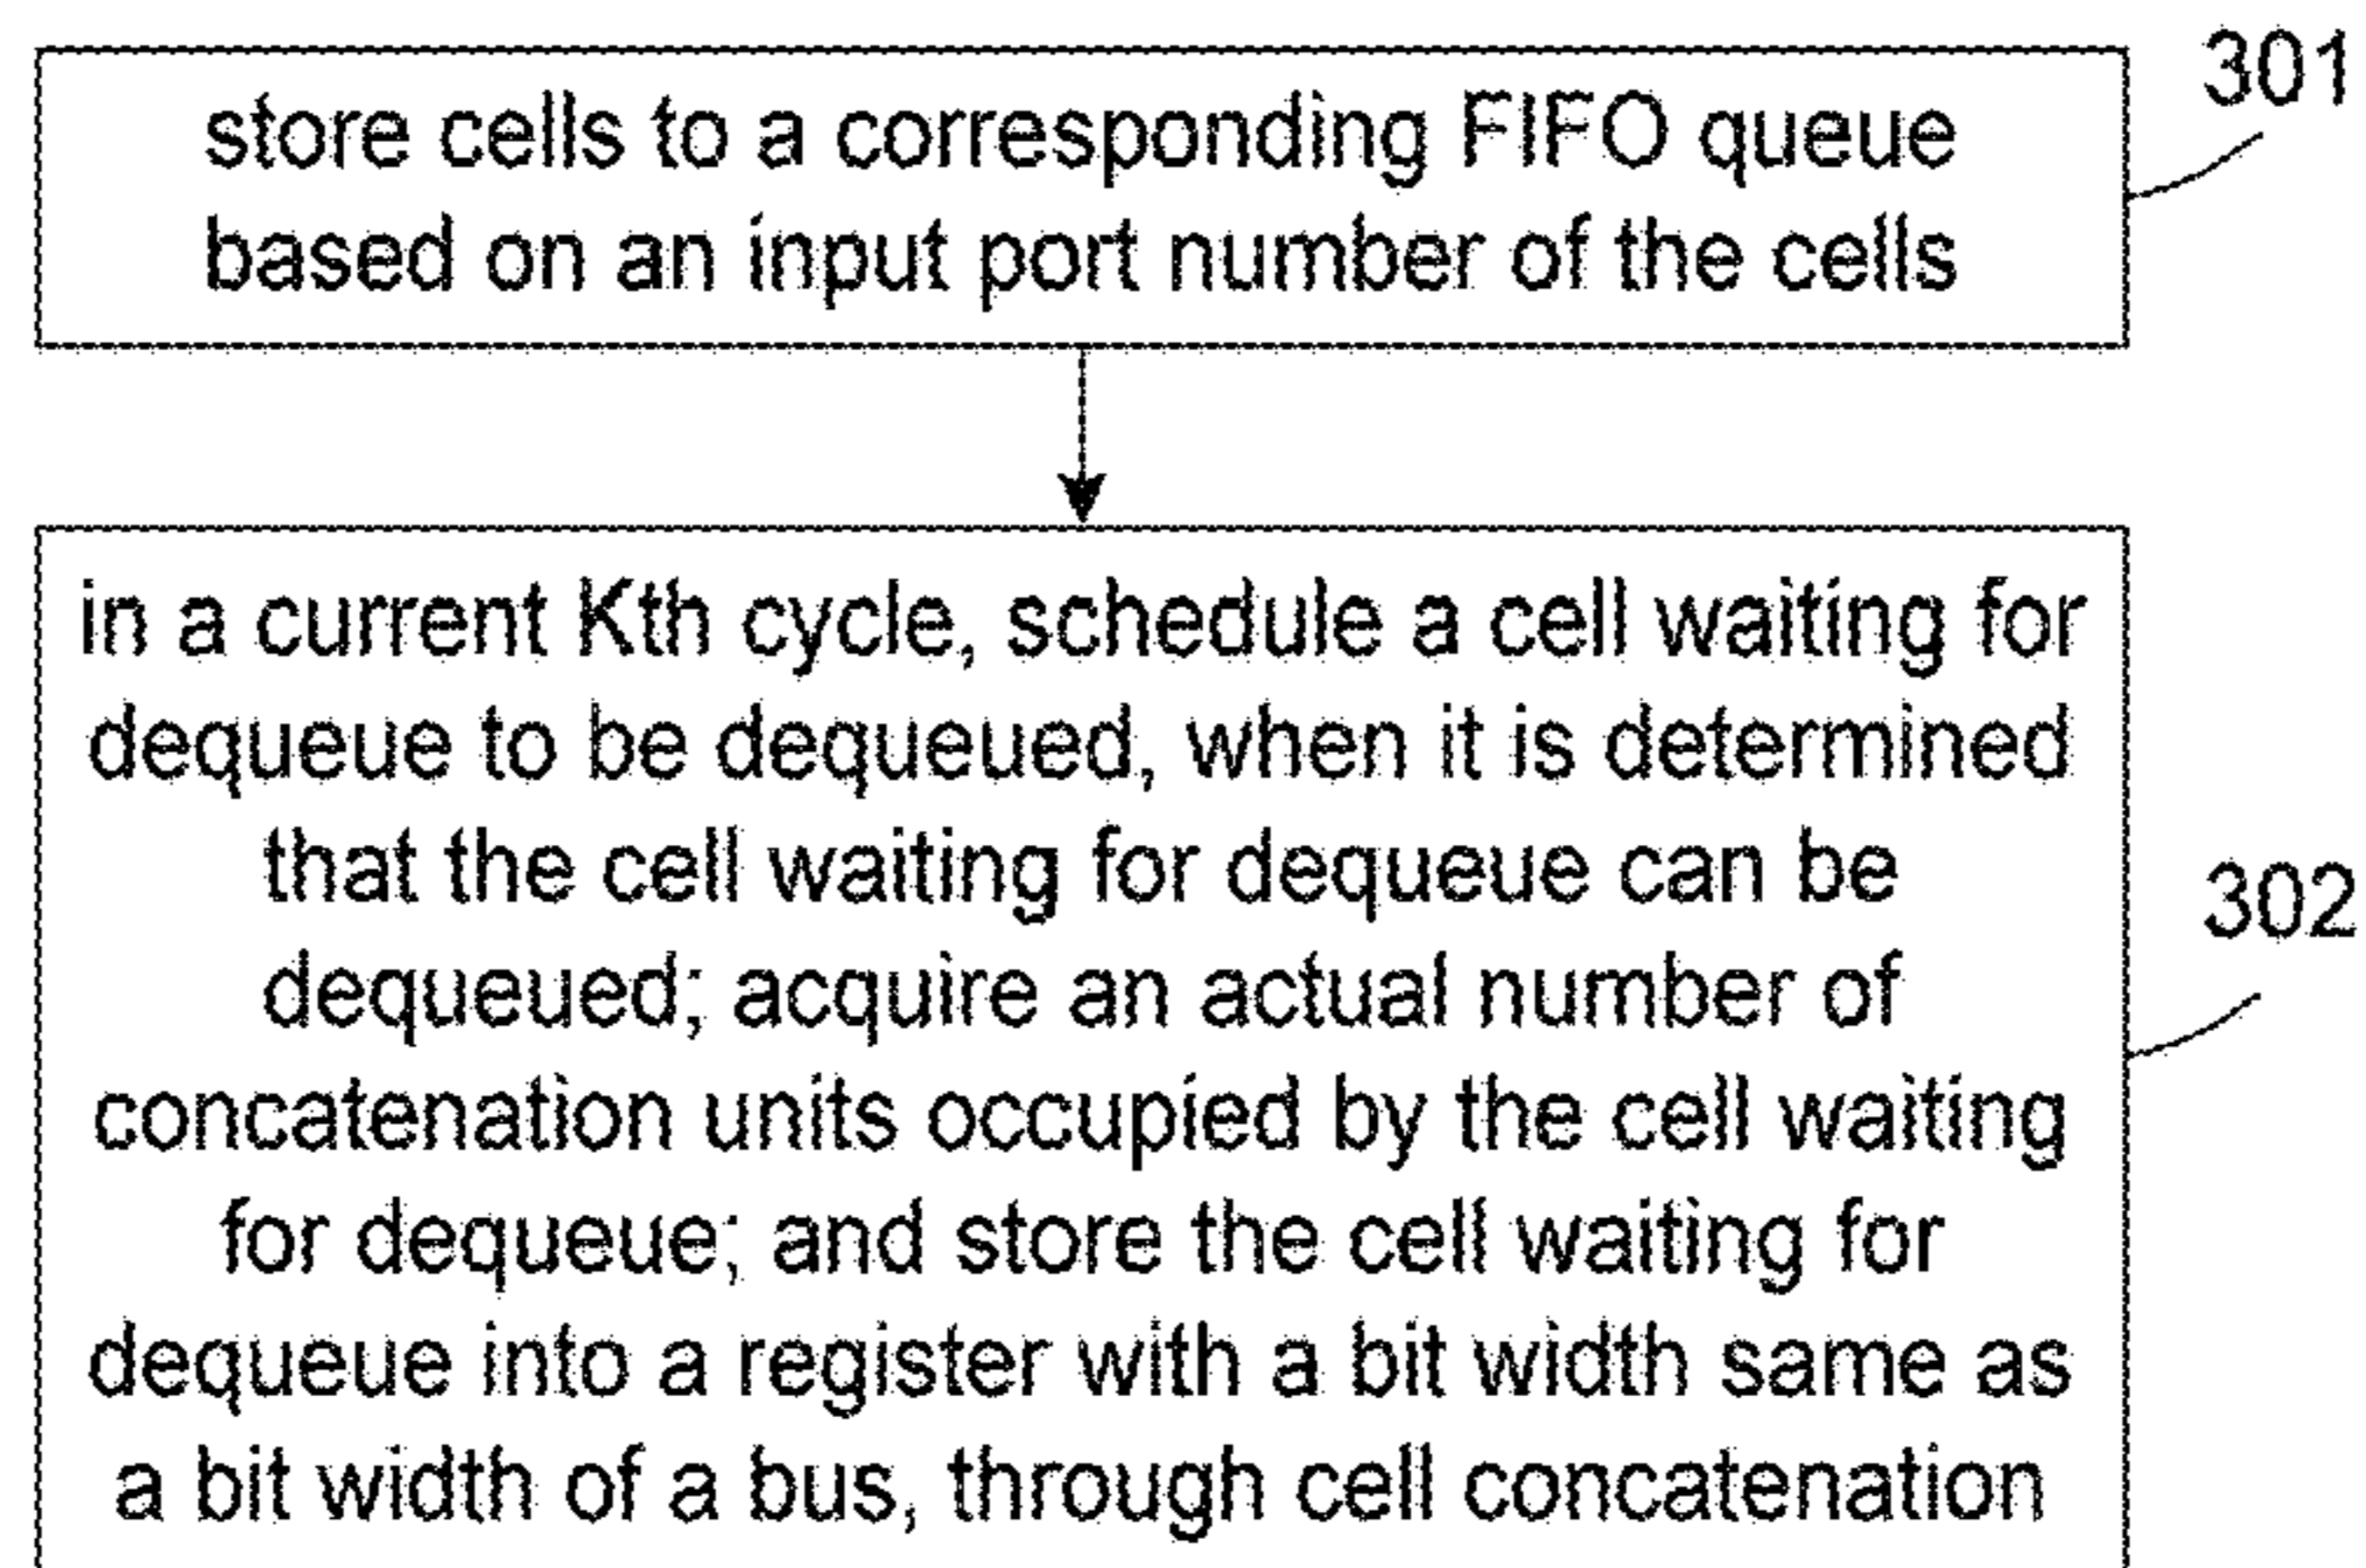 301
store cells to a corresponding FIFO queue
based on an input port number of the cells
in a current Kth cycle, schedule a cell waiting for
dequeue to be dequeued, when it is determined
that the cell waiting for dequeue can be
302
dequeued; acquire an actual number of
concatenation units occupied by the cell waiting
for dequeue; and store the cell waiting for
dequeue into a register with a bit width same as
a bit width of a bus, through cell concatenation